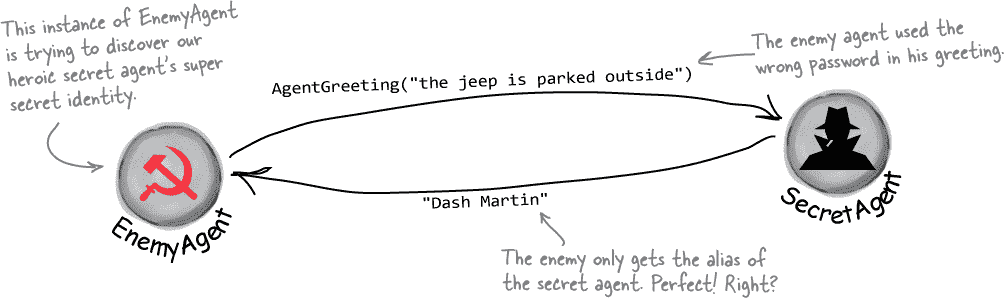 This instance of EnemyAgent
is trying to discover our
heroic secret agent's super
secret identity.
The enemy agent used the
wrong password in his greeting.
AgentGreeting("the jeep is parked outside")
EnemyAgent
SecretAgent
"Dash Martin"
The enemy only gets the alias of
the secret agent. Perfect! Right?